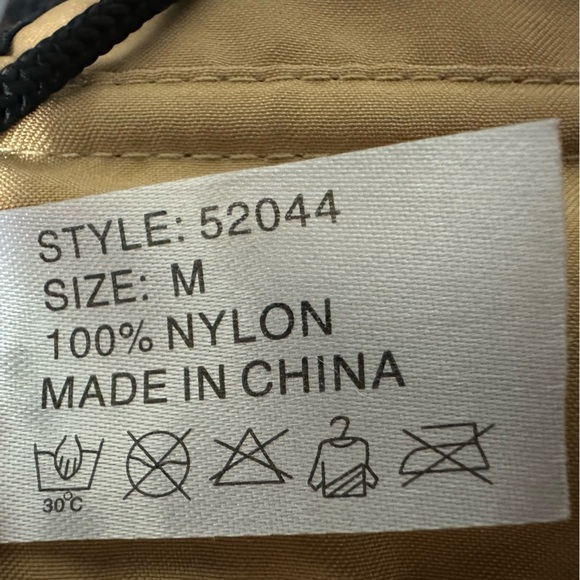 STYLE: 52044
SIZE: M
100% NYLON
MADE IN CHINA
30°C